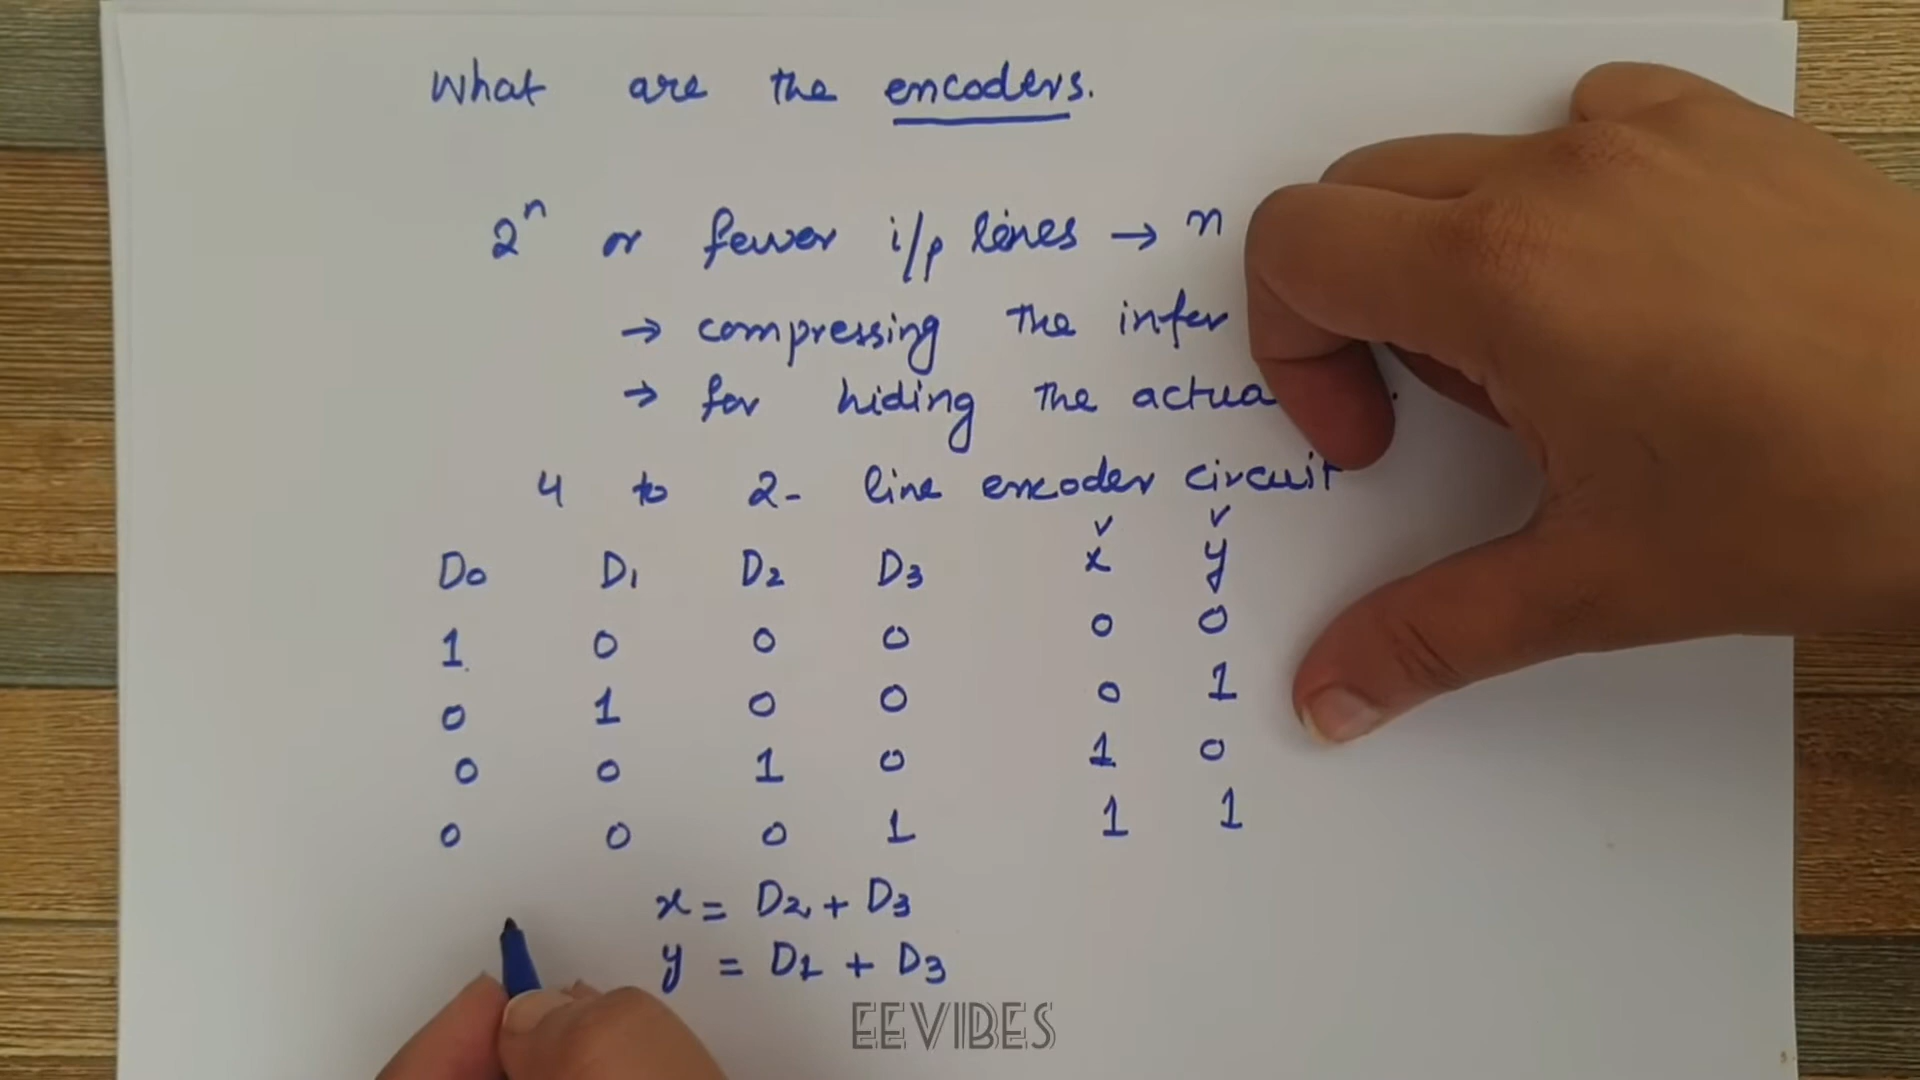 What are the encoders.
2ⁿ or fewer i/p lines → n
→ compressing the infor
→ for hiding the actua
4 to 2- line encoder circuit
D0 D1 D2 D3 x y
1 0 0 0 0 0
0 1 0 0 0 1
0 0 1 0 1 0
0 0 0 1 1 1
x = D2 + D3
y = D1 + D3
EEVIBES